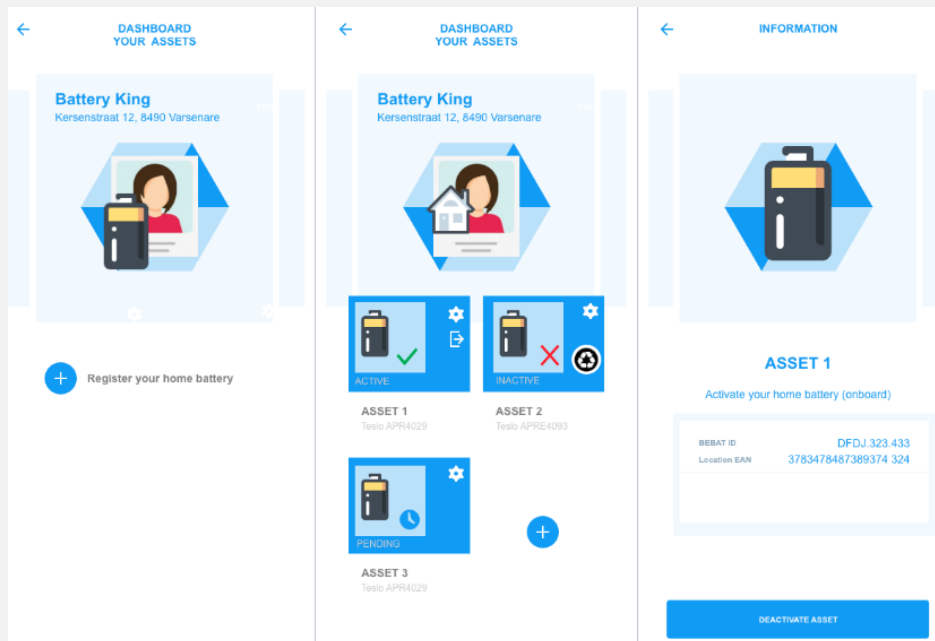 DASHBOARD
YOUR ASSETS
Battery King
Kersenstraat 12, 8490 Varsenare
Register your home battery
DASHBOARD
YOUR ASSETS
Battery King
Kersenstraat 12, 8490 Varsenare
ACTIVE
INACTIVE
ASSET 1
ASSET 2
Teslo APR4029
Teslo APRE4093
PENDING
ASSET 3
Teslo APR4029
INFORMATION
ASSET 1
Activate your home battery (onboard)
BEBAT ID
DFDJ.323.433
Location EAN
3783478487389374 324
DEACTIVATE ASSET